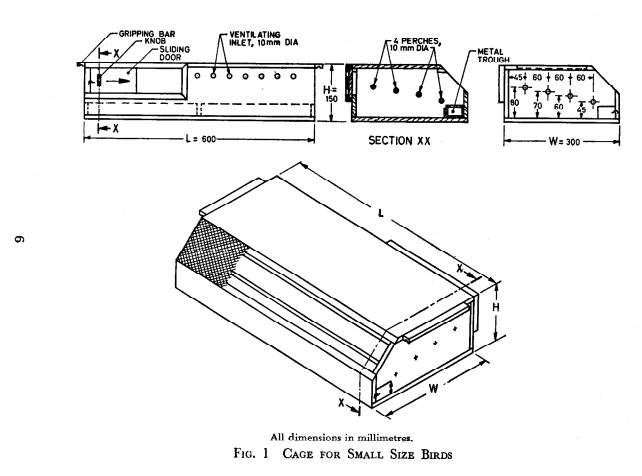 GRIPPING BAR
KNOB
SLIDING
DOOR
X
X
VENTILATING
INLET, 10mm DIA
L = 600
H =
150
4 PERCHES,
10 mm DIA
METAL
TROUGH
SECTION XX
45 60 60 60
80 70 60 45
W = 300
6
L
X
H
W
X
All dimensions in millimetres.
FIG. 1 CAGE FOR SMALL SIZE BIRDS